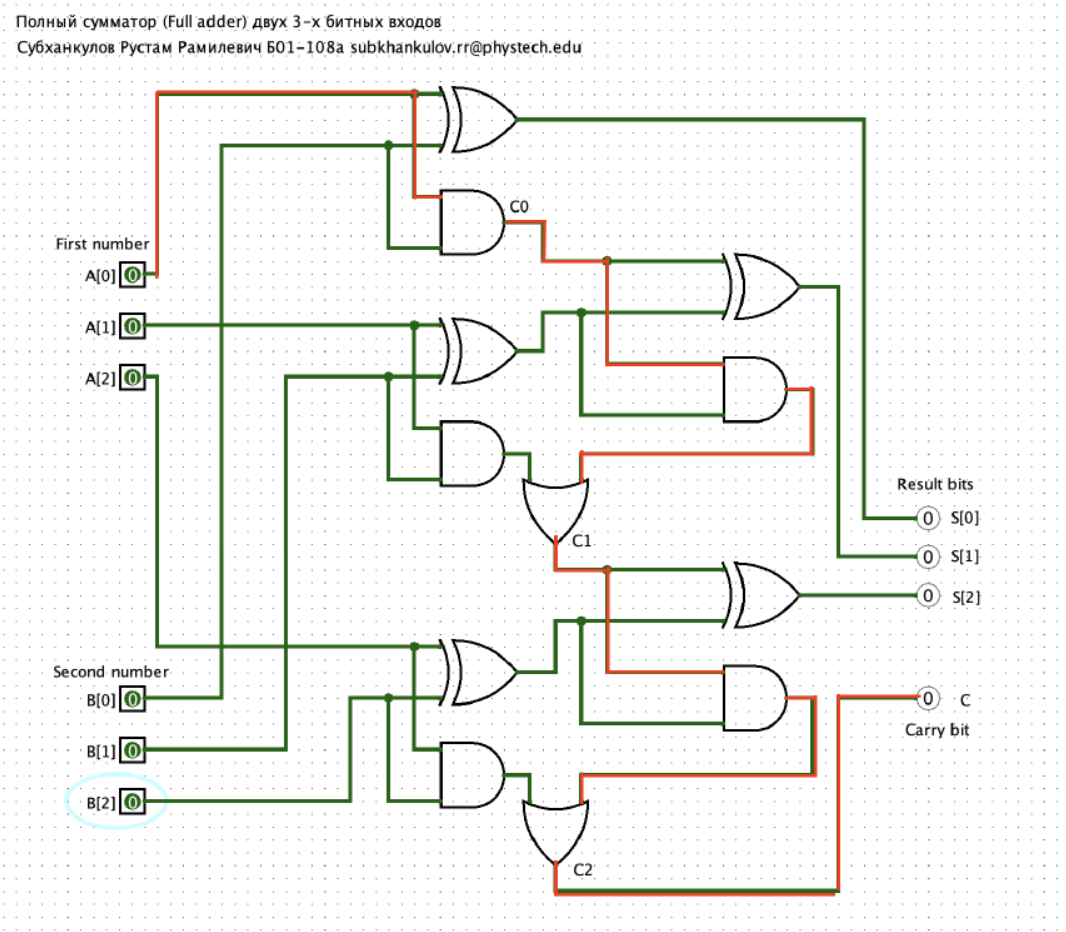 Полный сумматор (Full adder) двух 3-х битных входов
Субханкулов Рустам Рамилевич Б01-108а subkhankulov.rr@phystech.edu
C0
First number
A[0] 0
A[1] 0
A[2] 0
Result bits
0 S[0]
C1
0 S[1]
0 S[2]
Second number
B[0] 0
0 C
Carry bit
B[1] 0
B[2] 0
C2